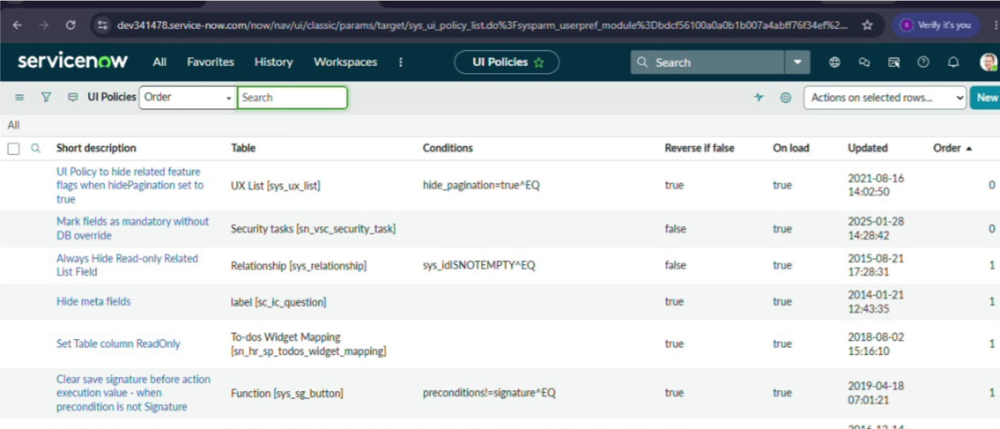 dev341478.service-now.com/now/nav/ui/classic/params/target/sys_ui_policy_list.do%3Fsysparm_userpref_module%3Dbdcf56100a0a0b1b007a4abff76f34ef%2...
S Verify it's you
servicenow All Favorites History Workspaces UI Policies Search
UI Policies Order Search Actions on selected rows... New
All
Short description Table Conditions Reverse if false On load Updated Order
UI Policy to hide related feature
flags when hidePagination set to
true
UX List [sys_ux_list] hide_pagination=true^EQ true true
2021-08-16
14:02:50
0
Mark fields as mandatory without
DB override
Security tasks [sn_vsc_security_task] false true
2025-01-28
14:28:42
0
Always Hide Read-only Related
List Field
Relationship [sys_relationship] sys_idISNOTEMPTY^EQ false true
2015-08-21
17:28:31
1
Hide meta fields label [sc_ic_question] true true
2014-01-21
12:43:35
1
Set Table column ReadOnly
To-dos Widget Mapping
[sn_hr_sp_todos_widget_mapping]
true true
2018-08-02
15:16:10
1
Clear save signature before action
execution value - when
precondition is not Signature
Function [sys_sg_button] preconditions!=signature^EQ true true
2019-04-18
07:01:21
1